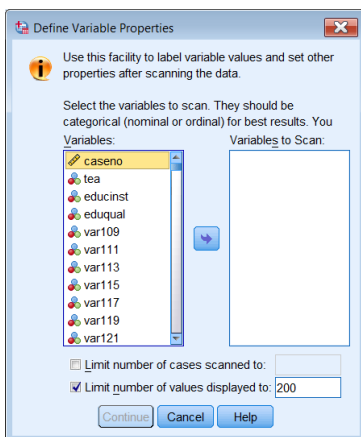 Define Variable Properties
Use this facility to label variable values and set other
properties after scanning the data.
Select the variables to scan. They should be
categorical (nominal or ordinal) for best results. You
Variables:
Variables to Scan:
caseno
tea
educinst
eduqual
var109
var111
var113
var115
var117
var119
var121
Limit number of cases scanned to:
Limit number of values displayed to: 200
Continue Cancel Help